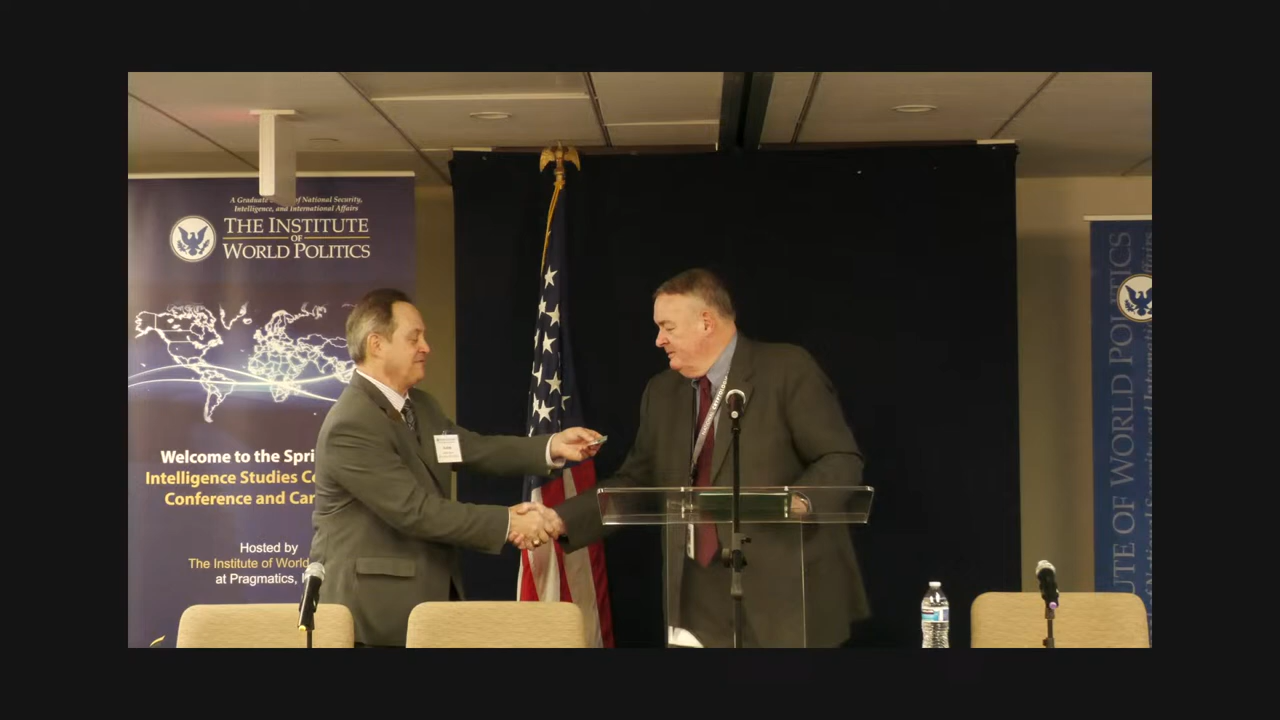 A Graduate of National Security,
Intelligence, and International Affairs
THE INSTITUTE
OF
WORLD POLITICS
Welcome to the Spri
Intelligence Studies Co
Conference and Car
Hosted by
The Institute of World
at Pragmatics, I
UTE OF WORLD POLITICS